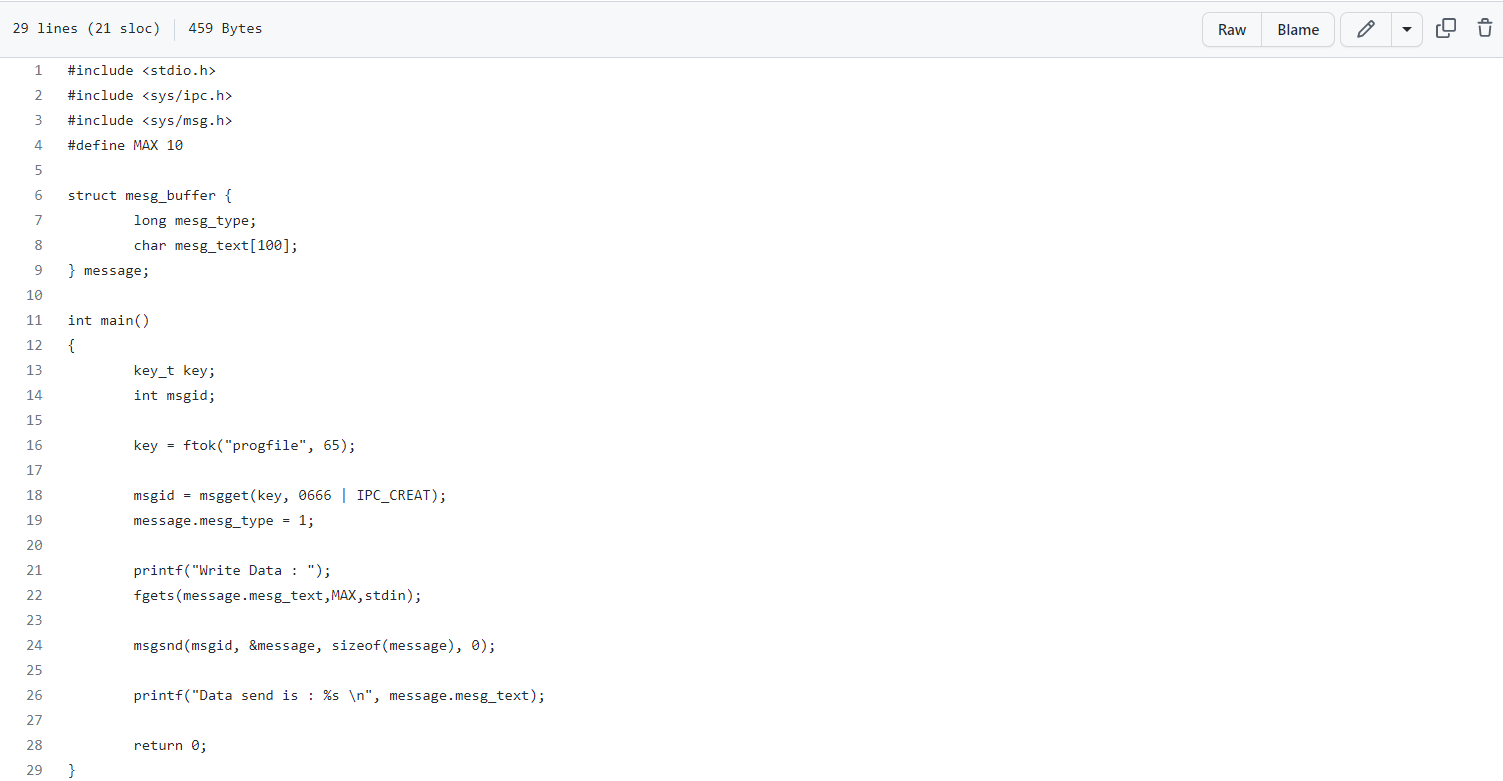 29 lines (21 sloc) 459 Bytes Raw Blame
1 #include <stdio.h>
2 #include <sys/ipc.h>
3 #include <sys/msg.h>
4 #define MAX 10
5
6 struct mesg_buffer {
7         long mesg_type;
8         char mesg_text[100];
9 } message;
10
11 int main()
12 {
13         key_t key;
14         int msgid;
15
16         key = ftok("progfile", 65);
17
18         msgid = msgget(key, 0666 | IPC_CREAT);
19         message.mesg_type = 1;
20
21         printf("Write Data : ");
22         fgets(message.mesg_text,MAX,stdin);
23
24         msgsnd(msgid, &message, sizeof(message), 0);
25
26         printf("Data send is : %s \n", message.mesg_text);
27
28         return 0;
29 }